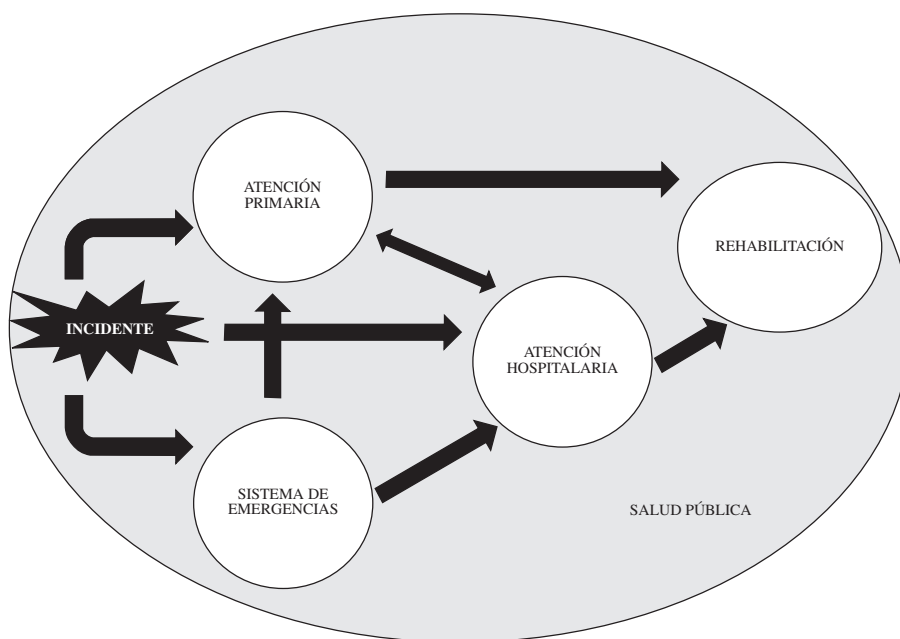 ATENCIÓN
PRIMARIA
REHABILITACIÓN
INCIDENTE
ATENCIÓN
HOSPITALARIA
SISTEMA DE
EMERGENCIAS
SALUD PÚBLICA